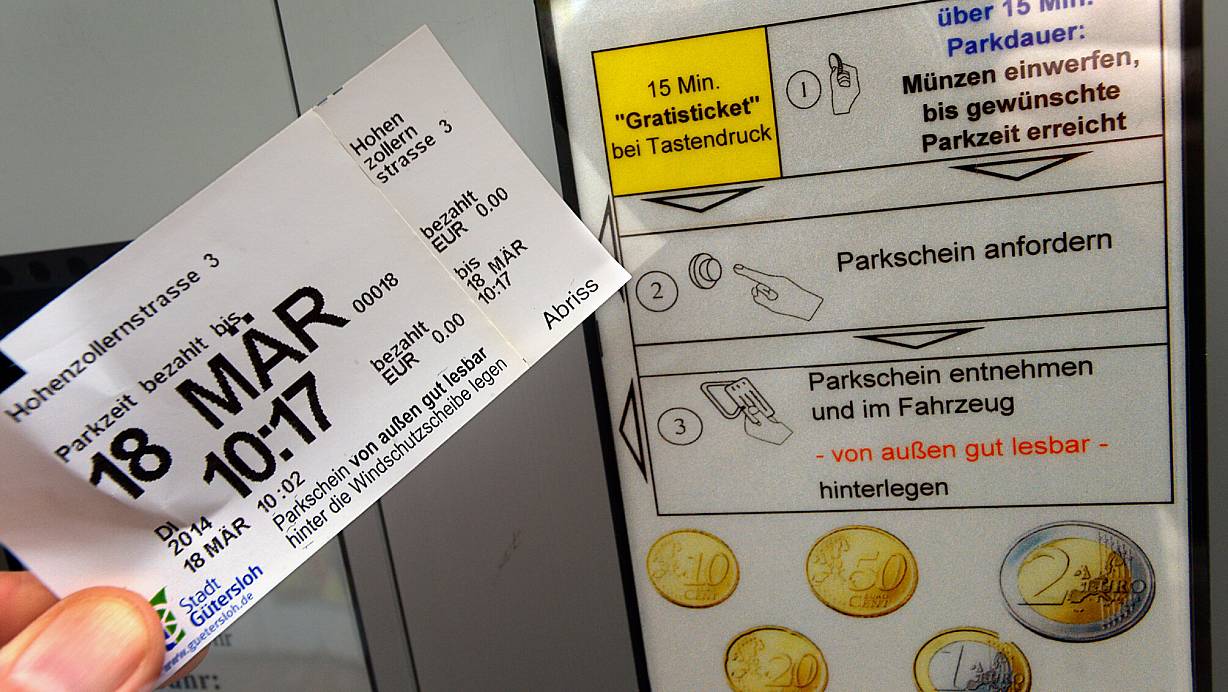 Hohenzollernstrasse 3
Parkzeit bezahlt bis
18 MÄR
10:17
00018
bezahlt
EUR 0.00
DI
2014
18 MÄR 10:02
Parkschein von außen gut lesbar
hinter die Windschutzscheibe legen
Stadt
Gütersloh
www.guetersloh.de
Hohen
zollern
strasse 3
bezahlt
EUR 0.00
bis
18 MÄR
10:17
Abriss
15 Min.
"Gratisticket"
bei Tastendruck
1
über 15 Min.
Parkdauer:
Münzen einwerfen,
bis gewünschte
Parkzeit erreicht
2
Parkschein anfordern
3
Parkschein entnehmen
und im Fahrzeug
- von außen gut lesbar -
hinterlegen
10
CENT
50
EURO
CENT
2
EURO
20
1
EURO